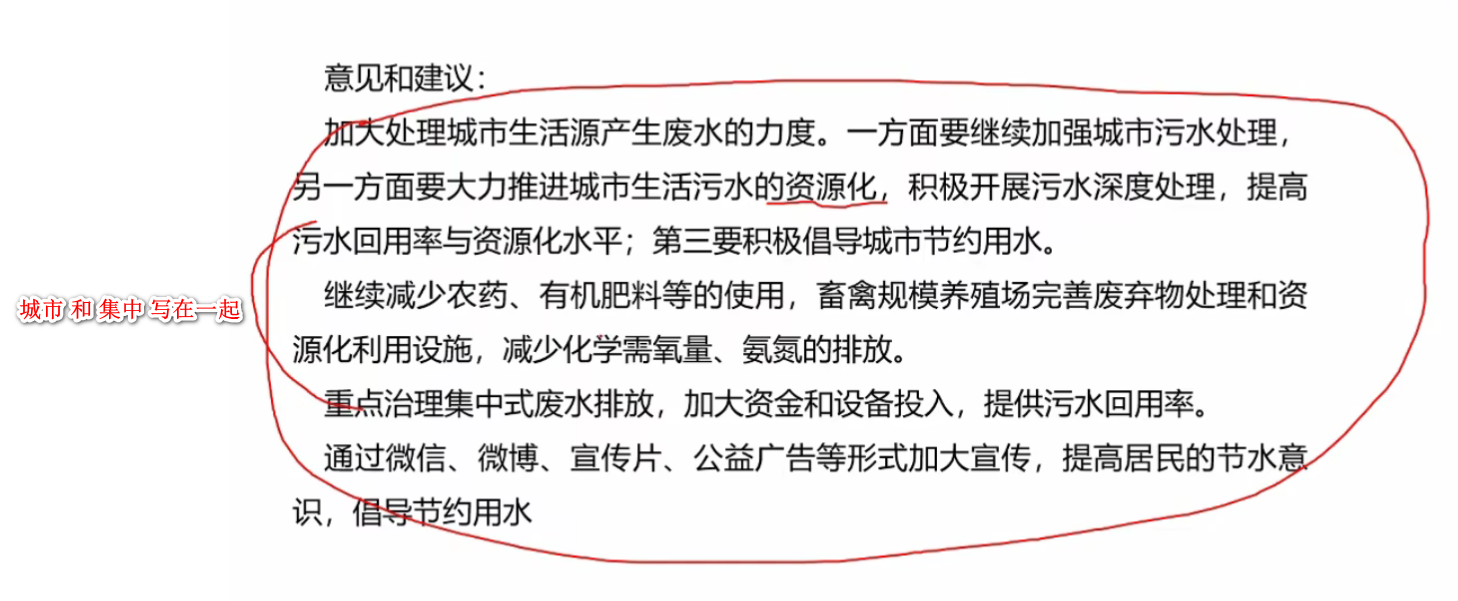 意见和建议：
加大处理城市生活源产生废水的力度。一方面要继续加强城市污水处理，
另一方面要大力推进城市生活污水的资源化，积极开展污水深度处理，提高
污水回用率与资源化水平；第三要积极倡导城市节约用水。
继续减少农药、有机肥料等的使用，畜禽规模养殖场完善废弃物处理和资
源化利用设施，减少化学需氧量、氨氮的排放。
城市 和 集中 写在一起
重点治理集中式废水排放，加大资金和设备投入，提供污水回用率。
通过微信、微博、宣传片、公益广告等形式加大宣传，提高居民的节水意
识，倡导节约用水